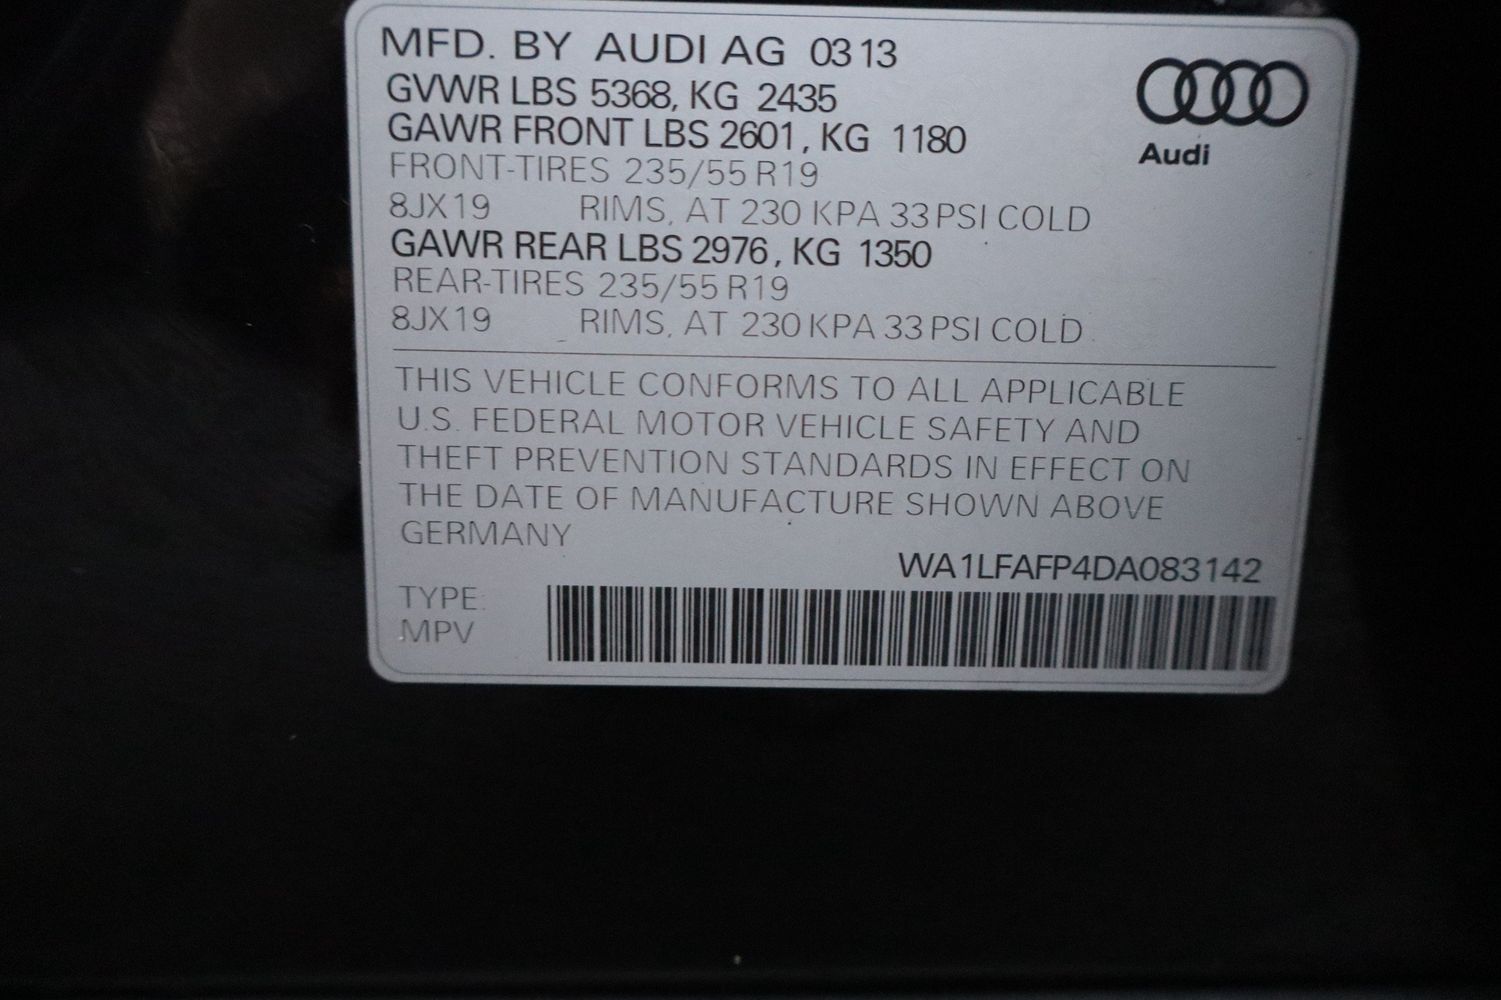 MFD. BY AUDI AG 0313
GVWR LBS 5368, KG 2435
GAWR FRONT LBS 2601, KG 1180
FRONT-TIRES 235/55 R19
8JX19 RIMS, AT 230 KPA 33 PSI COLD
GAWR REAR LBS 2976, KG 1350
REAR-TIRES 235/55 R19
8JX19 RIMS, AT 230 KPA 33 PSI COLD
Audi
THIS VEHICLE CONFORMS TO ALL APPLICABLE
U.S. FEDERAL MOTOR VEHICLE SAFETY AND
THEFT PREVENTION STANDARDS IN EFFECT ON
THE DATE OF MANUFACTURE SHOWN ABOVE
GERMANY
WA1LFAFP4DA083142
TYPE:
MPV